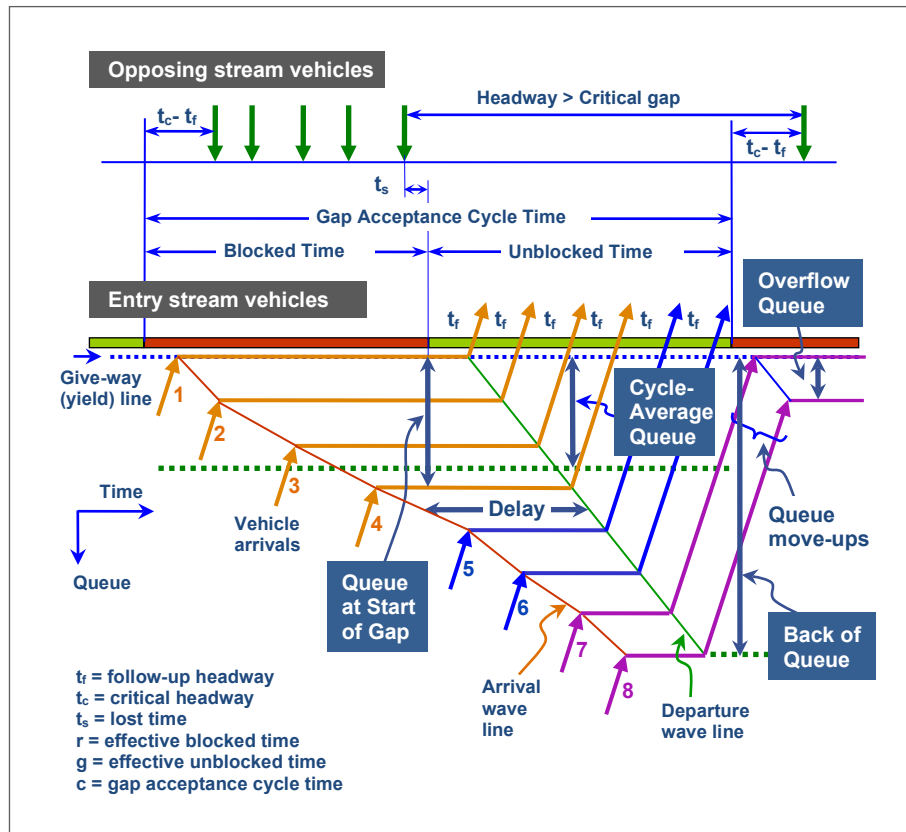 Opposing stream vehicles
Headway > Critical gap
tc- tf
tc- tf
ts
Gap Acceptance Cycle Time
Blocked Time
Unblocked Time
Entry stream vehicles
Overflow
Queue
tf
tf
tf
tf
tf
tf
Give-way
(yield) line
1
2
3
4
5
6
7
8
Cycle-
Average
Queue
Time
Queue
Vehicle
arrivals
Delay
Queue
move-ups
Queue
at Start
of Gap
Back of
Queue
Arrival
wave
line
Departure
wave line
tf = follow-up headway
tc = critical headway
ts = lost time
r = effective blocked time
g = effective unblocked time
c = gap acceptance cycle time